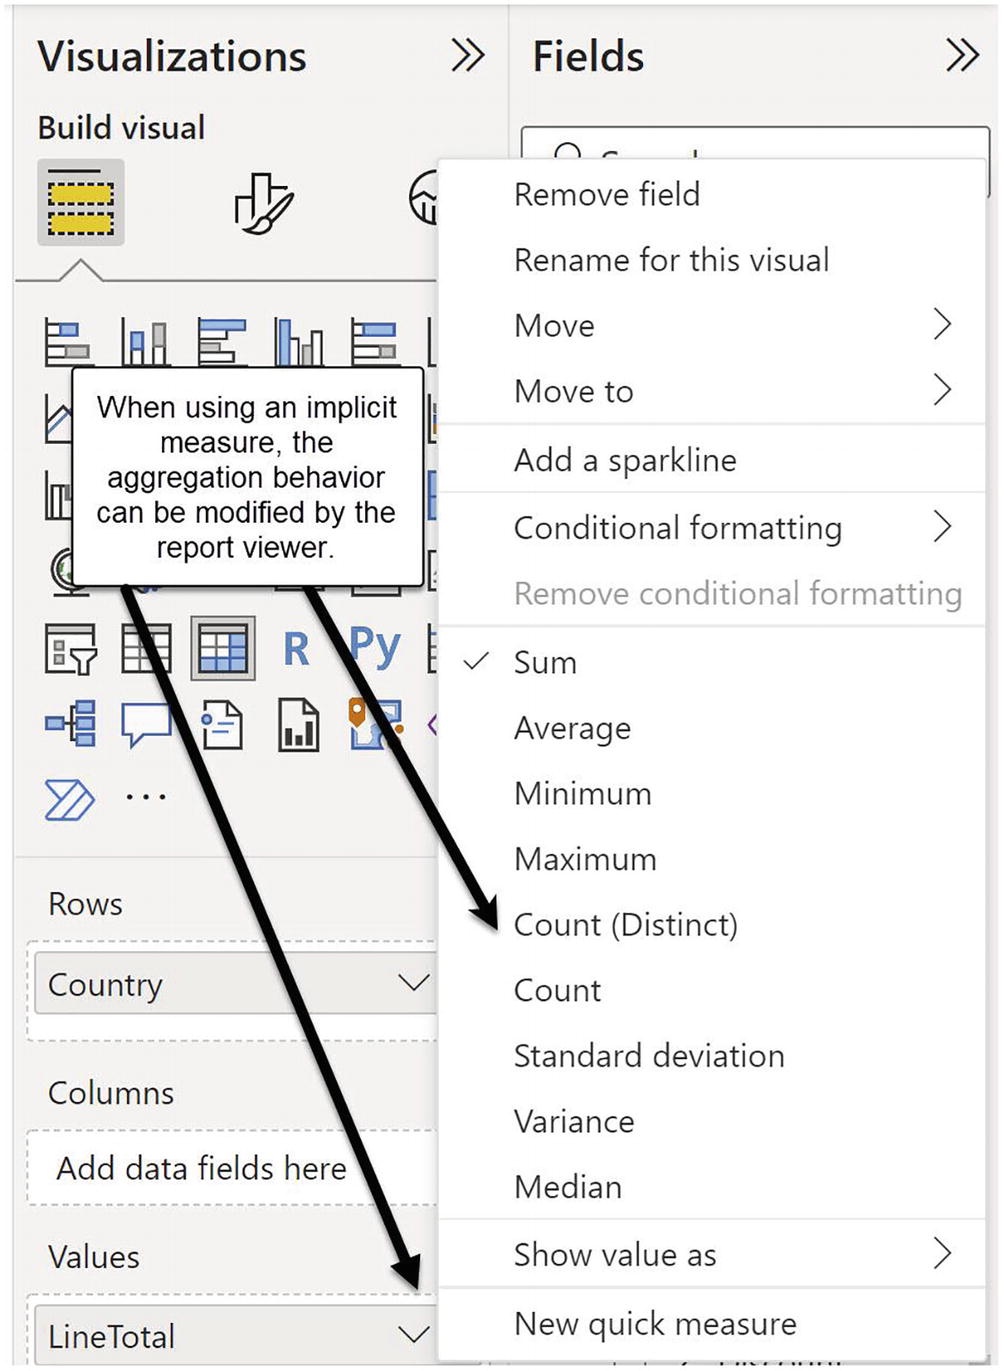 Visualizations
Build visual
Fields
When using an implicit
measure, the
aggregation behavior
can be modified by the
report viewer.
R
Py
Rows
Country
Columns
Add data fields here
Values
LineTotal
Remove field
Rename for this visual
Move
Move to
Add a sparkline
Conditional formatting
Remove conditional formatting
Sum
Average
Minimum
Maximum
Count (Distinct)
Count
Standard deviation
Variance
Median
Show value as
New quick measure